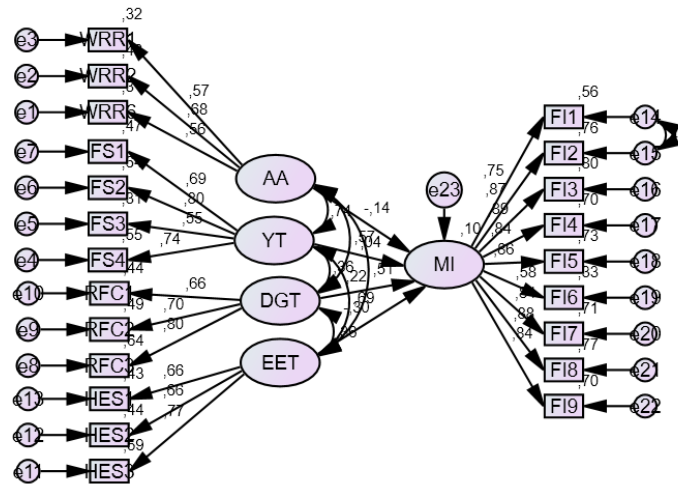 ,32
e3 WRR1
e2 WRR2
e1 WRR6
,47
e7 FS1
e6 FS2
e5 FS3
,55
e4 FS4
,44
e10 RFC1
,49
e9 RFC2
,64
e8 RFC3
,43
e13 HES1
,44
e12 HES2
,59
e11 HES3
,57
,68
,56
,69
,80
,55
,74
,66
,70
,80
,66
,66
,77
AA
YT
DGT
EET
,74
-,14
,04
,51
,22
,69
-,30
e23
,10
MI
,75
,87
,89
,84
,86
,58
,88
,84
,56
FI1 e14
,76
FI2 e15
,80
FI3 e16
,70
FI4 e17
,73
FI5 e18
,33
FI6 e19
,71
FI7 e20
,77
FI8 e21
,70
FI9 e22